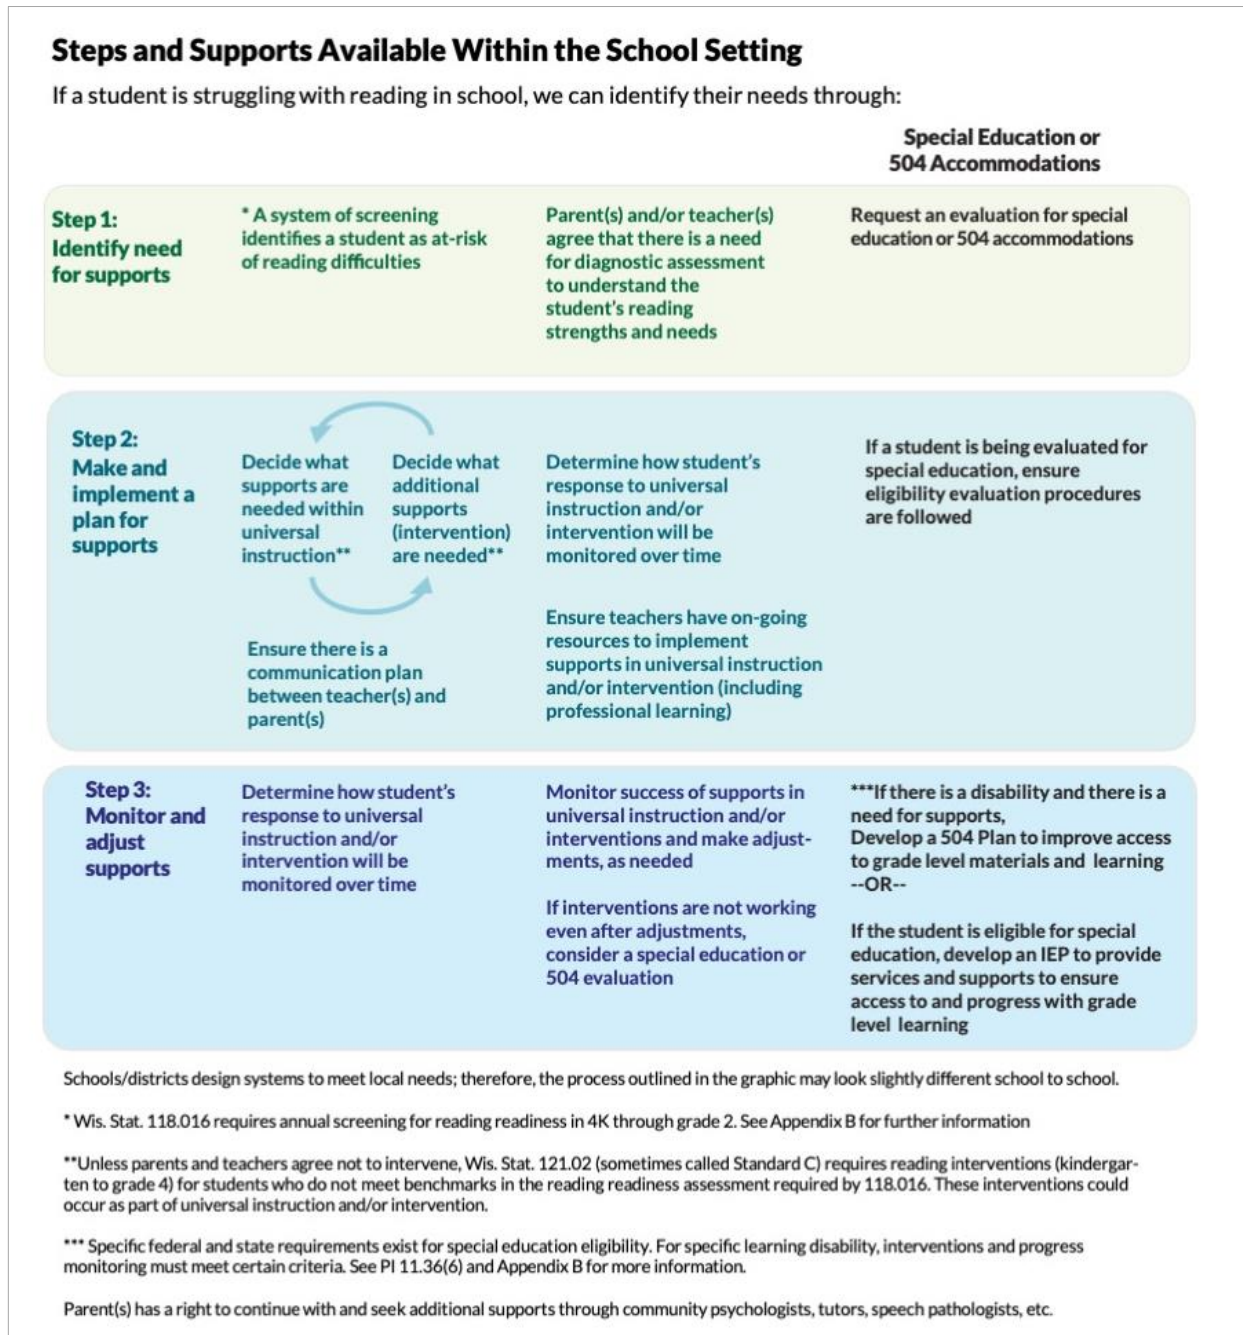 Steps and Supports Available Within the School Setting
If a student is struggling with reading in school, we can identify their needs through:
Special Education or
504 Accommodations
Step 1:
Identify need
for supports
* A system of screening
identifies a student as at-risk
of reading difficulties
Parent(s) and/or teacher(s)
agree that there is a need
for diagnostic assessment
to understand the
student's reading
strengths and needs
Request an evaluation for special
education or 504 accommodations
Step 2:
Make and
implement a
plan for
supports
Decide what
supports are
needed within
universal
instruction**
Decide what
additional
supports
(intervention)
are needed**
Ensure there is a
communication plan
between teacher(s) and
parent(s)
Determine how student's
response to universal
instruction and/or
intervention will be
monitored over time
Ensure teachers have on-going
resources to implement
supports in universal instruction
and/or intervention (including
professional learning)
If a student is being evaluated for
special education, ensure
eligibility evaluation procedures
are followed
Step 3:
Monitor and
adjust
supports
Determine how student's
response to universal
instruction and/or
intervention will be
monitored over time
Monitor success of supports in
universal instruction and/or
interventions and make adjust-
ments, as needed
If interventions are not working
even after adjustments,
consider a special education or
504 evaluation
***If there is a disability and there is a
need for supports,
Develop a 504 Plan to improve access
to grade level materials and learning
--OR--
If the student is eligible for special
education, develop an IEP to provide
services and supports to ensure
access to and progress with grade
level learning
Schools/districts design systems to meet local needs; therefore, the process outlined in the graphic may look slightly different school to school.
* Wis. Stat. 118.016 requires annual screening for reading readiness in 4K through grade 2. See Appendix B for further information
**Unless parents and teachers agree not to intervene, Wis. Stat. 121.02 (sometimes called Standard C) requires reading interventions (kindergar-
ten to grade 4) for students who do not meet benchmarks in the reading readiness assessment required by 118.016. These interventions could
occur as part of universal instruction and/or intervention.
*** Specific federal and state requirements exist for special education eligibility. For specific learning disability, interventions and progress
monitoring must meet certain criteria. See PI 11.36(6) and Appendix B for more information.
Parent(s) has a right to continue with and seek additional supports through community psychologists, tutors, speech pathologists, etc.